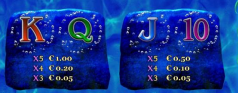 K Q
X5 €1.00
X4 €0.20
X3 €0.05
J 10
X5 €0.50
X4 €0.10
X3 €0.05